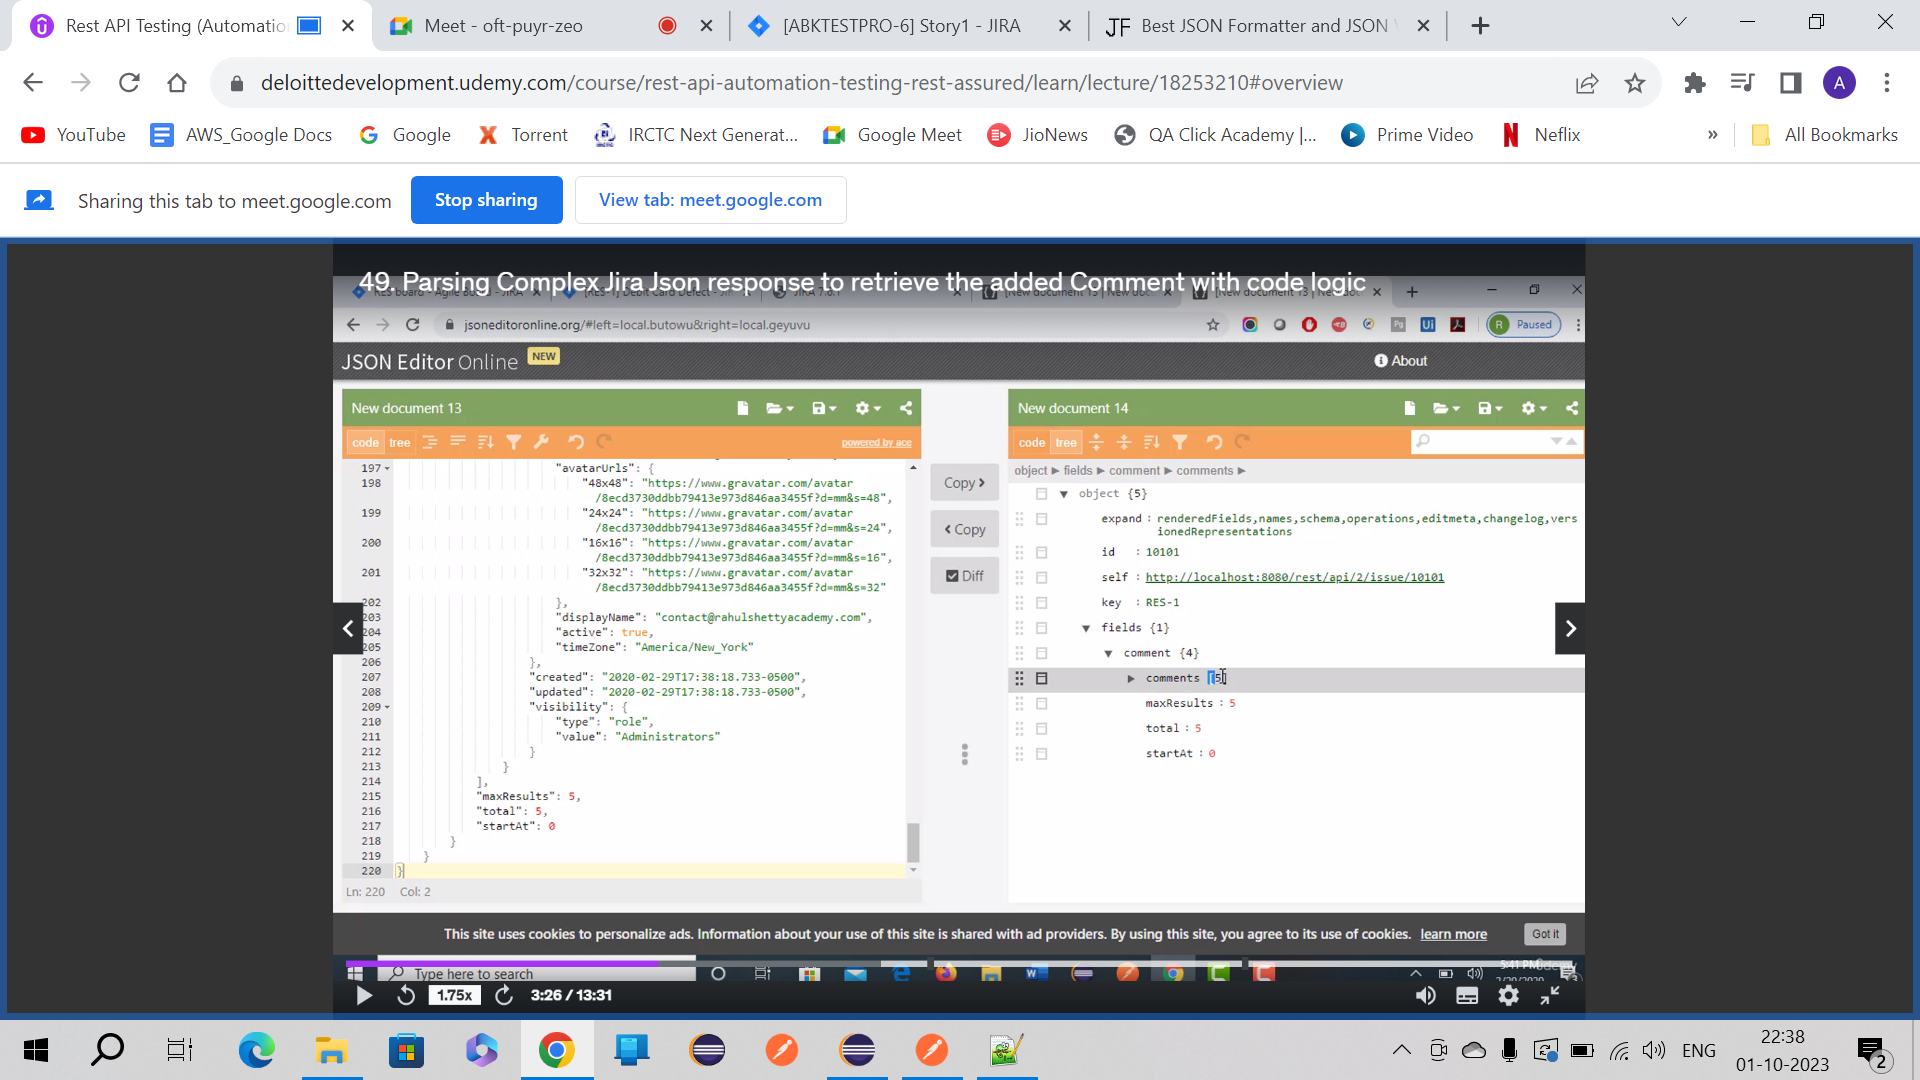 Rest API Testing (Automatio
Meet - oft-puyr-zeo
[ABKTESTPRO-6] Story1 - JIRA
JF Best JSON Formatter and JSON V
deloittedevelopment.udemy.com/course/rest-api-automation-testing-rest-assured/learn/lecture/18253210#overview
A
YouTube
AWS_Google Docs
Google
Torrent
IRCTC Next Generat...
Google Meet
JioNews
QA Click Academy |...
Prime Video
Neflix
»
All Bookmarks
Sharing this tab to meet.google.com
Stop sharing
View tab: meet.google.com
49. Parsing Complex Jira Json response to retrieve the added Comment with code logic
jsoneditoronline.org/#left=local.butowu&right=local.geyuvu
R Paused
JSON Editor Online NEW
About
New document 13
code tree
powered by ace
197 "avatarUrls": {
198 "48x48": "https://www.gravatar.com/avatar
/8ecd3730ddbb79413e973d846aa3455f?d=mm&s=48",
199 "24x24": "https://www.gravatar.com/avatar
/8ecd3730ddbb79413e973d846aa3455f?d=mm&s=24",
200 "16x16": "https://www.gravatar.com/avatar
/8ecd3730ddbb79413e973d846aa3455f?d=mm&s=16",
201 "32x32": "https://www.gravatar.com/avatar
/8ecd3730ddbb79413e973d846aa3455f?d=mm&s=32"
202 },
203 "displayName": "contact@rahulshettyacademy.com",
204 "active": true,
205 "timeZone": "America/New_York"
206 },
207 "created": "2020-02-29T17:38:18.733-0500",
208 "updated": "2020-02-29T17:38:18.733-0500",
209 "visibility": {
210 "type": "role",
211 "value": "Administrators"
212 }
213 }
214 ],
215 "maxResults": 5,
216 "total": 5,
217 "startAt": 0
218 }
219 }
220 }
Ln: 220 Col: 2
Copy >
< Copy
Diff
New document 14
code tree
object ► fields ► comment ► comments ►
object {5}
expand : renderedFields,names,schema,operations,editmeta,changelog,vers
ionedRepresentations
id : 10101
self : http://localhost:8080/rest/api/2/issue/10101
key : RES-1
fields {1}
comment {4}
comments [5]
maxResults : 5
total : 5
startAt : 0
This site uses cookies to personalize ads. Information about your use of this site is shared with ad providers. By using this site, you agree to its use of cookies. learn more
Got it
Type here to search
1.75x
3:26 / 13:31
ENG
22:38
01-10-2023
2